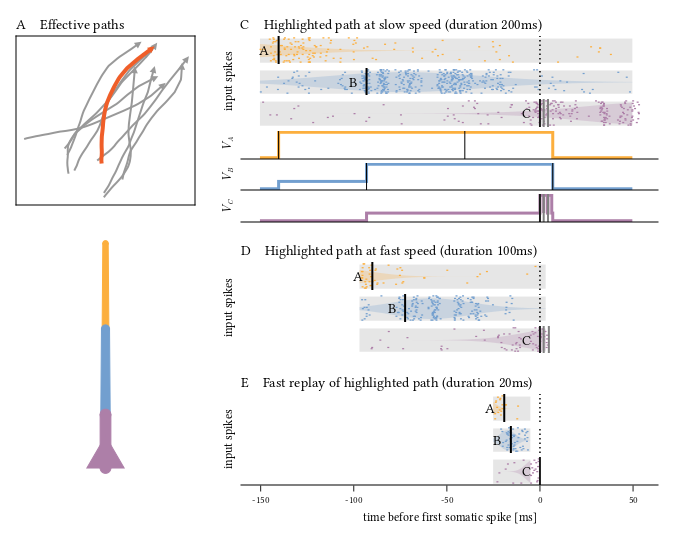 A Effective paths
C Highlighted path at slow speed (duration 200ms)
input spikes
A
B
C
V_A
V_B
V_C
D Highlighted path at fast speed (duration 100ms)
input spikes
A
B
C
E Fast replay of highlighted path (duration 20ms)
input spikes
A
B
C
-150 -100 -50 0 50
time before first somatic spike [ms]